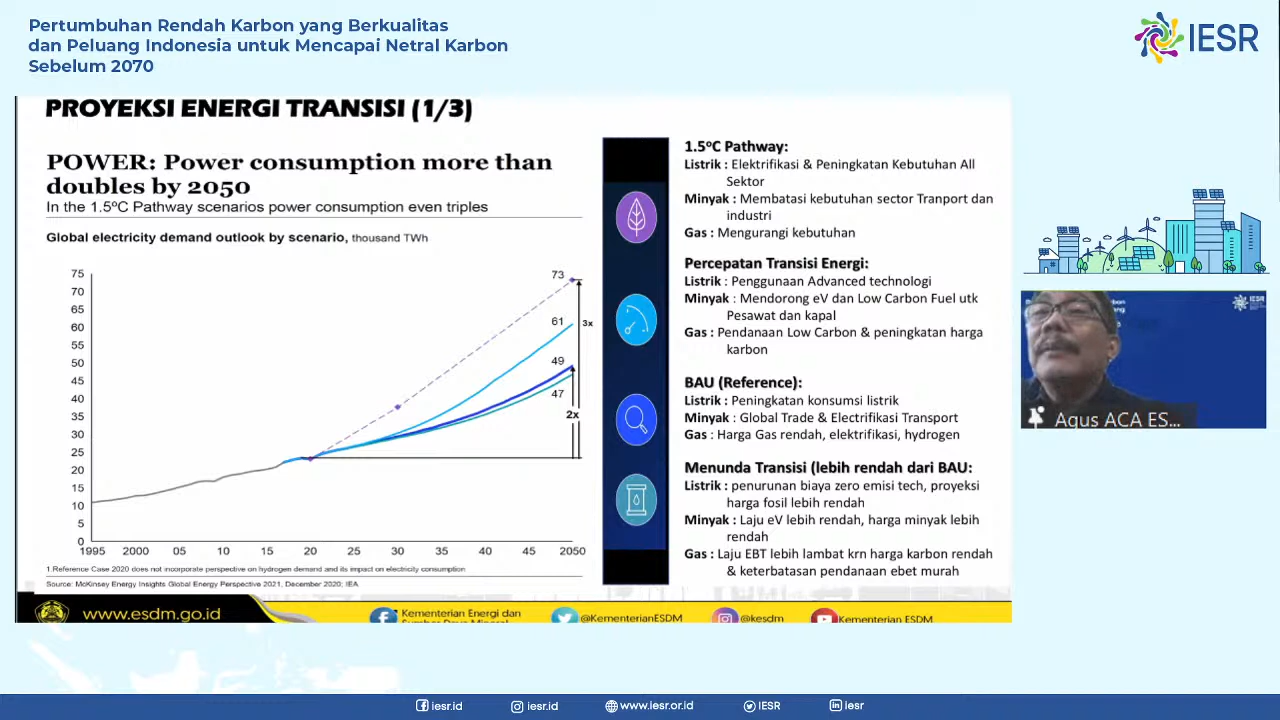 Pertumbuhan Rendah Karbon yang Berkualitas
dan Peluang Indonesia untuk Mencapai Netral Karbon
Sebelum 2070
IESR
PROYEKSI ENERGI TRANSISI (1/3)
POWER: Power consumption more than
doubles by 2050
In the 1.5ºC Pathway scenarios power consumption even triples
Global electricity demand outlook by scenario, thousand TWh
75
70
65
60
55
50
45
40
35
30
25
20
15
10
5
0
1995 2000 05 10 15 20 25 30 35 40 45 2050
73
61
49
47
3x
2x
1.Reference Case 2020 does not incorporate perspective on hydrogen demand and its impact on electricity consumption
Source: McKinsey Energy Insights Global Energy Perspective 2021, December 2020; IEA
1.5ºC Pathway:
Listrik : Elektrifikasi & Peningkatan Kebutuhan All
Sektor
Minyak : Membatasi kebutuhan sector Tranport dan
industri
Gas : Mengurangi kebutuhan
Percepatan Transisi Energi:
Listrik : Penggunaan Advanced technologi
Minyak : Mendorong eV dan Low Carbon Fuel utk
Pesawat dan kapal
Gas : Pendanaan Low Carbon & peningkatan harga
karbon
BAU (Reference):
Listrik : Peningkatan konsumsi listrik
Minyak : Global Trade & Electrifikasi Transport
Gas : Harga Gas rendah, elektrifikasi, hydrogen
Menunda Transisi (lebih rendah dari BAU:
Listrik : penurunan biaya zero emisi tech, proyeksi
harga fosil lebih rendah
Minyak : Laju eV lebih rendah, harga minyak lebih
rendah
Gas : Laju EBT lebih lambat krn harga karbon rendah
& keterbatasan pendanaan ebet murah
IESR
Agus ACA ES...
www.esdm.go.id
Kementerian Energi dan
Sumber Daya Mineral
@KementerianESDM
@kesdm
Kementerian ESDM
iesr.id
iesr.id
www.iesr.or.id
IESR
iesr